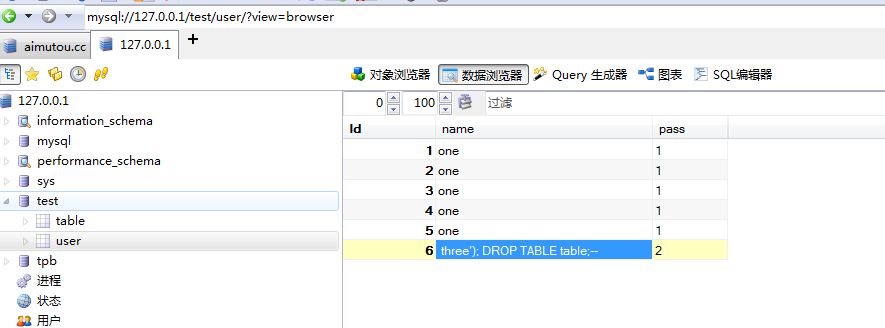 mysql://127.0.0.1/test/user/?view=browser
aimutou.cc
127.0.0.1
对象浏览器
数据浏览器
Query 生成器
图表
SQL编辑器
127.0.0.1
information_schema
mysql
performance_schema
sys
test
table
user
tpb
进程
状态
用户
0
100
过滤
Id name pass
1 one 1
2 one 1
3 one 1
4 one 1
5 one 1
6 three'); DROP TABLE table;-- 2